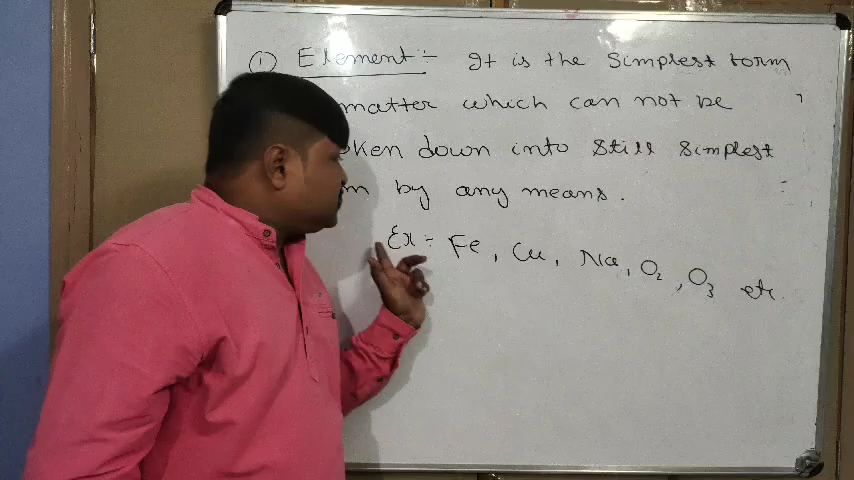 ① Element :- It is the simplest form
matter which can not be
ken down into still simplest
m by any means.
Ex :- Fe, Cu, Na, O₂, O₃ etc.